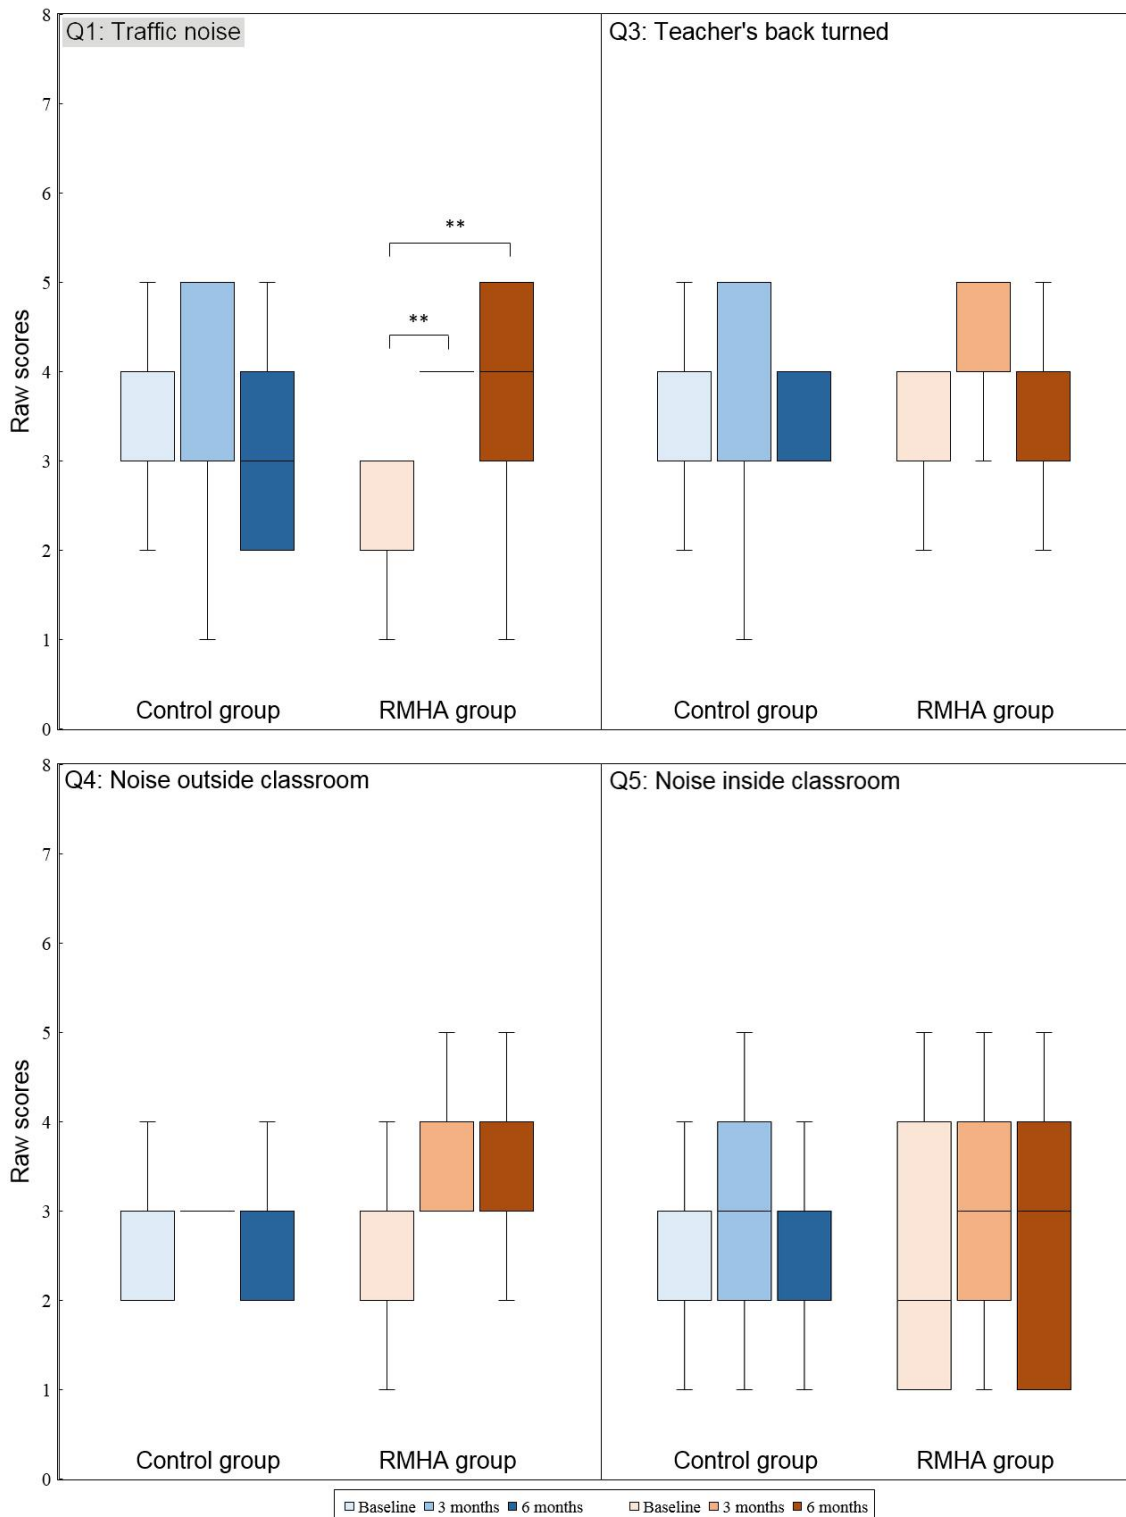 Q1: Traffic noise
Q3: Teacher's back turned
8
7
6
5
4
3
2
1
0
Raw scores
**
**
Control group
RMHA group
Control group
RMHA group
Q4: Noise outside classroom
Q5: Noise inside classroom
8
7
6
5
4
3
2
1
0
Raw scores
Control group
RMHA group
Control group
RMHA group
Baseline 3 months 6 months Baseline 3 months 6 months